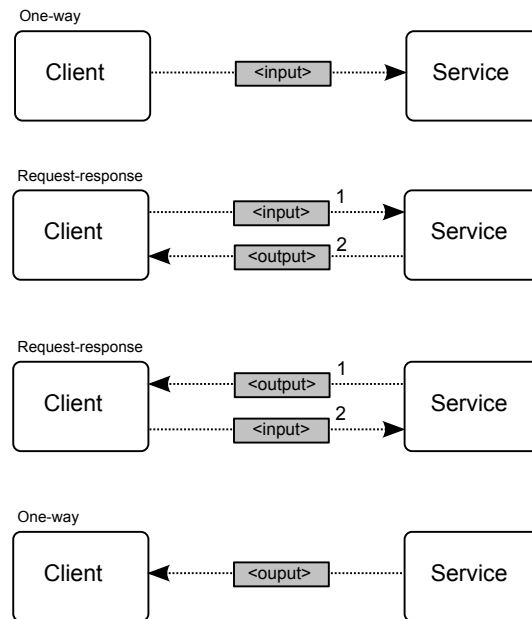 One-way
Client
<input>
Service
Request-response
Client
<input>
1
<output>
2
Service
Request-response
Client
<output>
1
<input>
2
Service
One-way
Client
<ouput>
Service